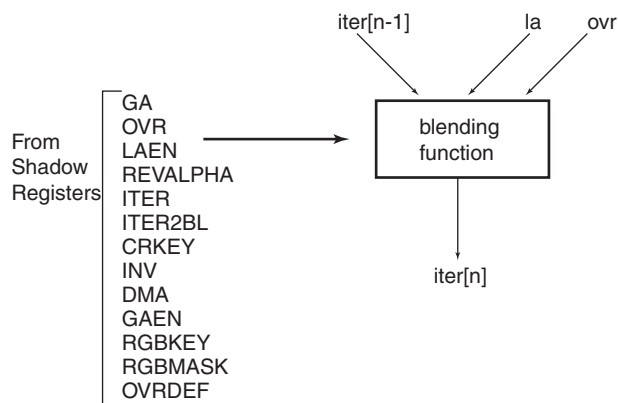 iter[n-1]
la
ovr
From
Shadow
Registers
GA
OVR
LAEN
REVALPHA
ITER
ITER2BL
CRKEY
INV
DMA
GAEN
RGBKEY
RGBMASK
OVRDEF
blending
function
iter[n]